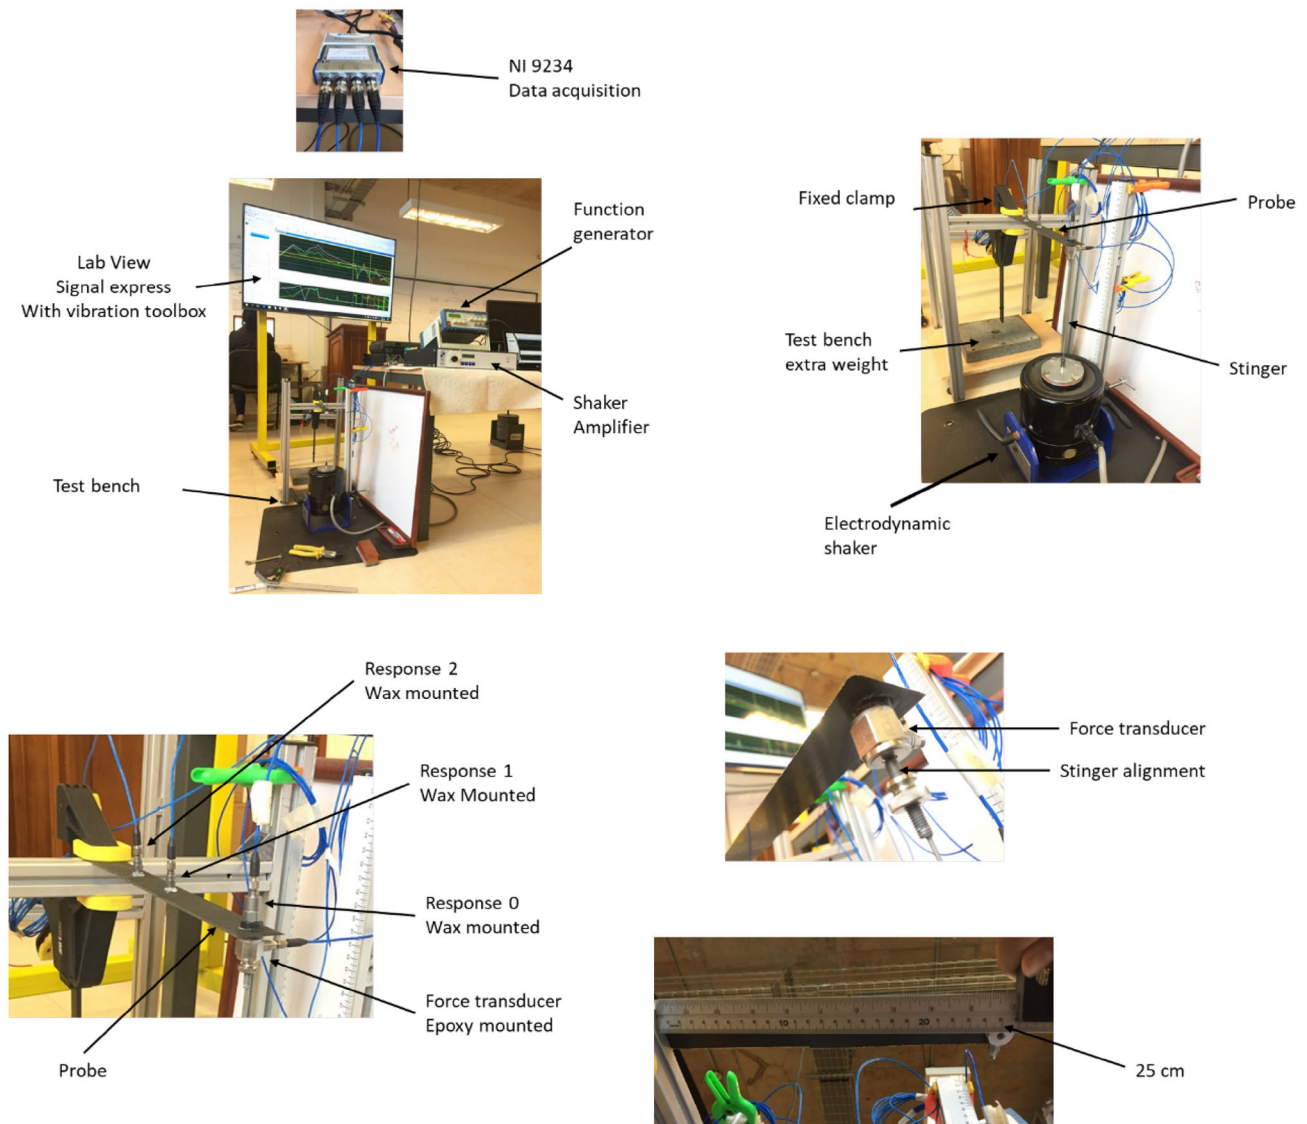 NI 9234
Data acquisition
Function
generator
Lab View
Signal express
With vibration toolbox
Shaker
Amplifier
Test bench
Fixed clamp
Probe
Test bench
extra weight
Stinger
Electrodynamic
shaker
Response 2
Wax mounted
Response 1
Wax Mounted
Response 0
Wax mounted
Force transducer
Epoxy mounted
Probe
Force transducer
Stinger alignment
10
20
25 cm